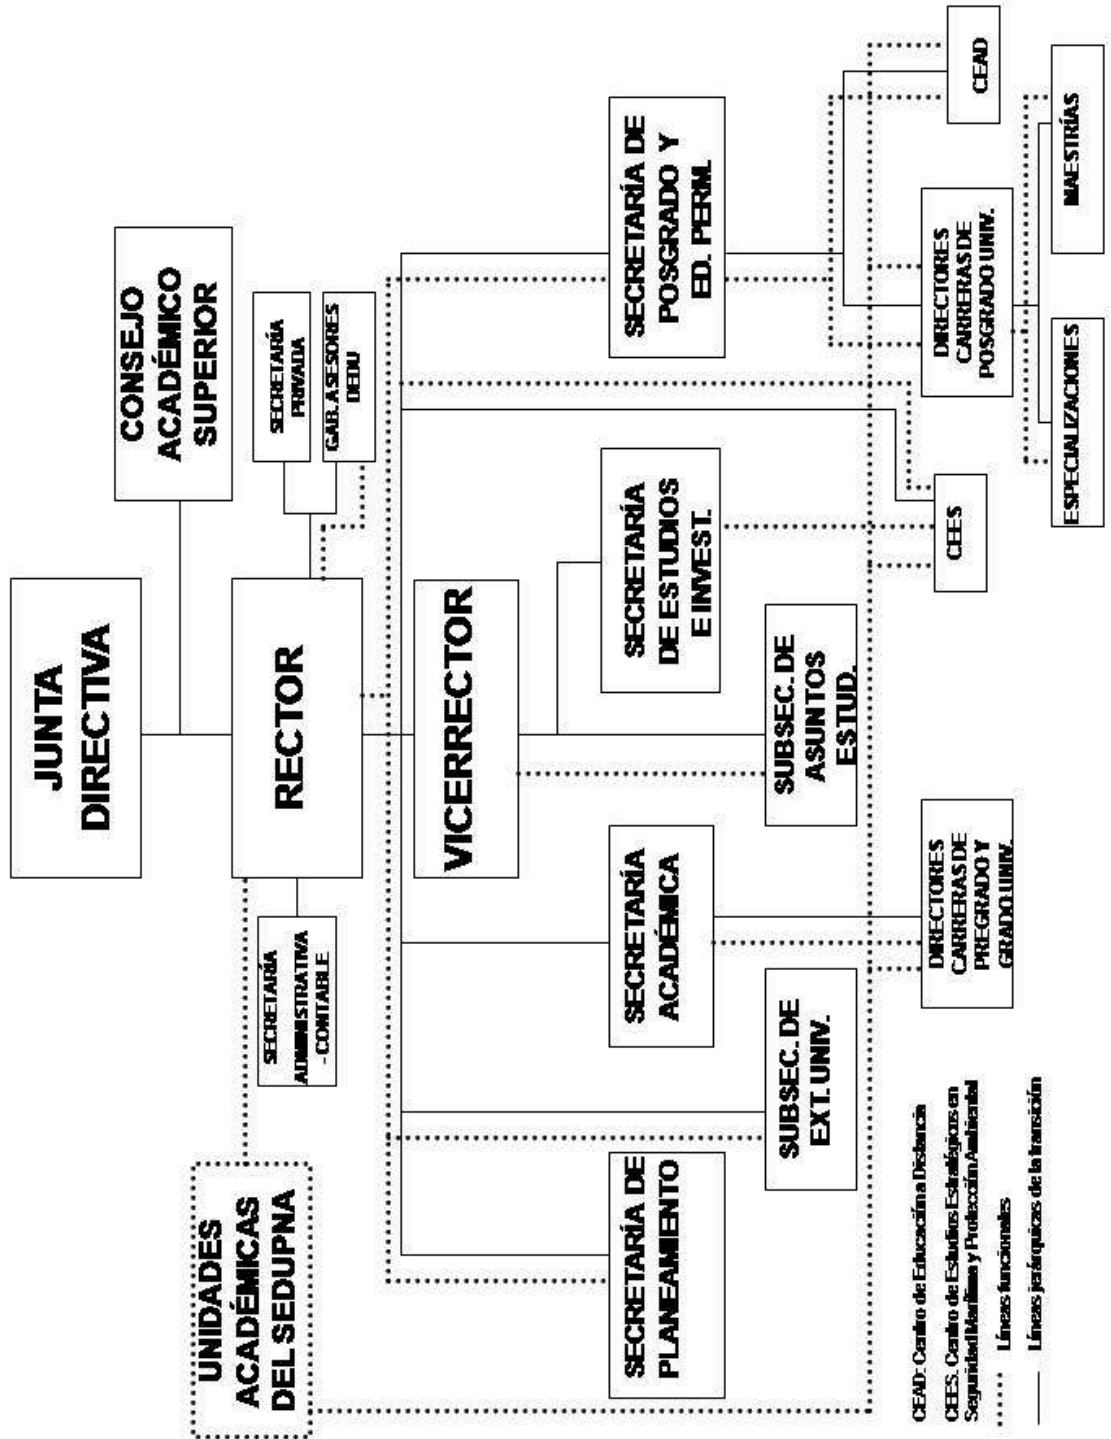 JUNTA
DIRECTIVA
CONSEJO
ACADÉMICO
SUPERIOR
UNIDADES
ACADÉMICAS
DEL SEDUPNA
SECRETARÍA
ADMINISTRATIVA
- CONTABLE
RECTOR
SECRETARÍA
PRIVADA
GAB. ASESORES
DEDU
VICERRECTOR
SECRETARÍA DE
PLANEAMIENTO
SUBSEC. DE
EXT. UNIV.
SECRETARÍA
ACADÉMICA
SUBSEC. DE
ASUNTOS
ESTUD.
SECRETARÍA
DE ESTUDIOS
E INVEST.
SECRETARÍA DE
POSGRADO Y
ED. PERM.
DIRECTORES
CARRERAS DE
PREGRADO Y
GRADO UNIV.
CEES
DIRECTORES
CARRERAS DE
POSGRADO UNIV.
CEAD
ESPECIALIZACIONES
MAESTRÍAS
CEAD: Centro de Educación a Distancia
CEES. Centro de Estudios Estratégicos en
Seguridad Marítima y Protección Ambiental
Líneas funcionales
Líneas jerárquicas de la transición